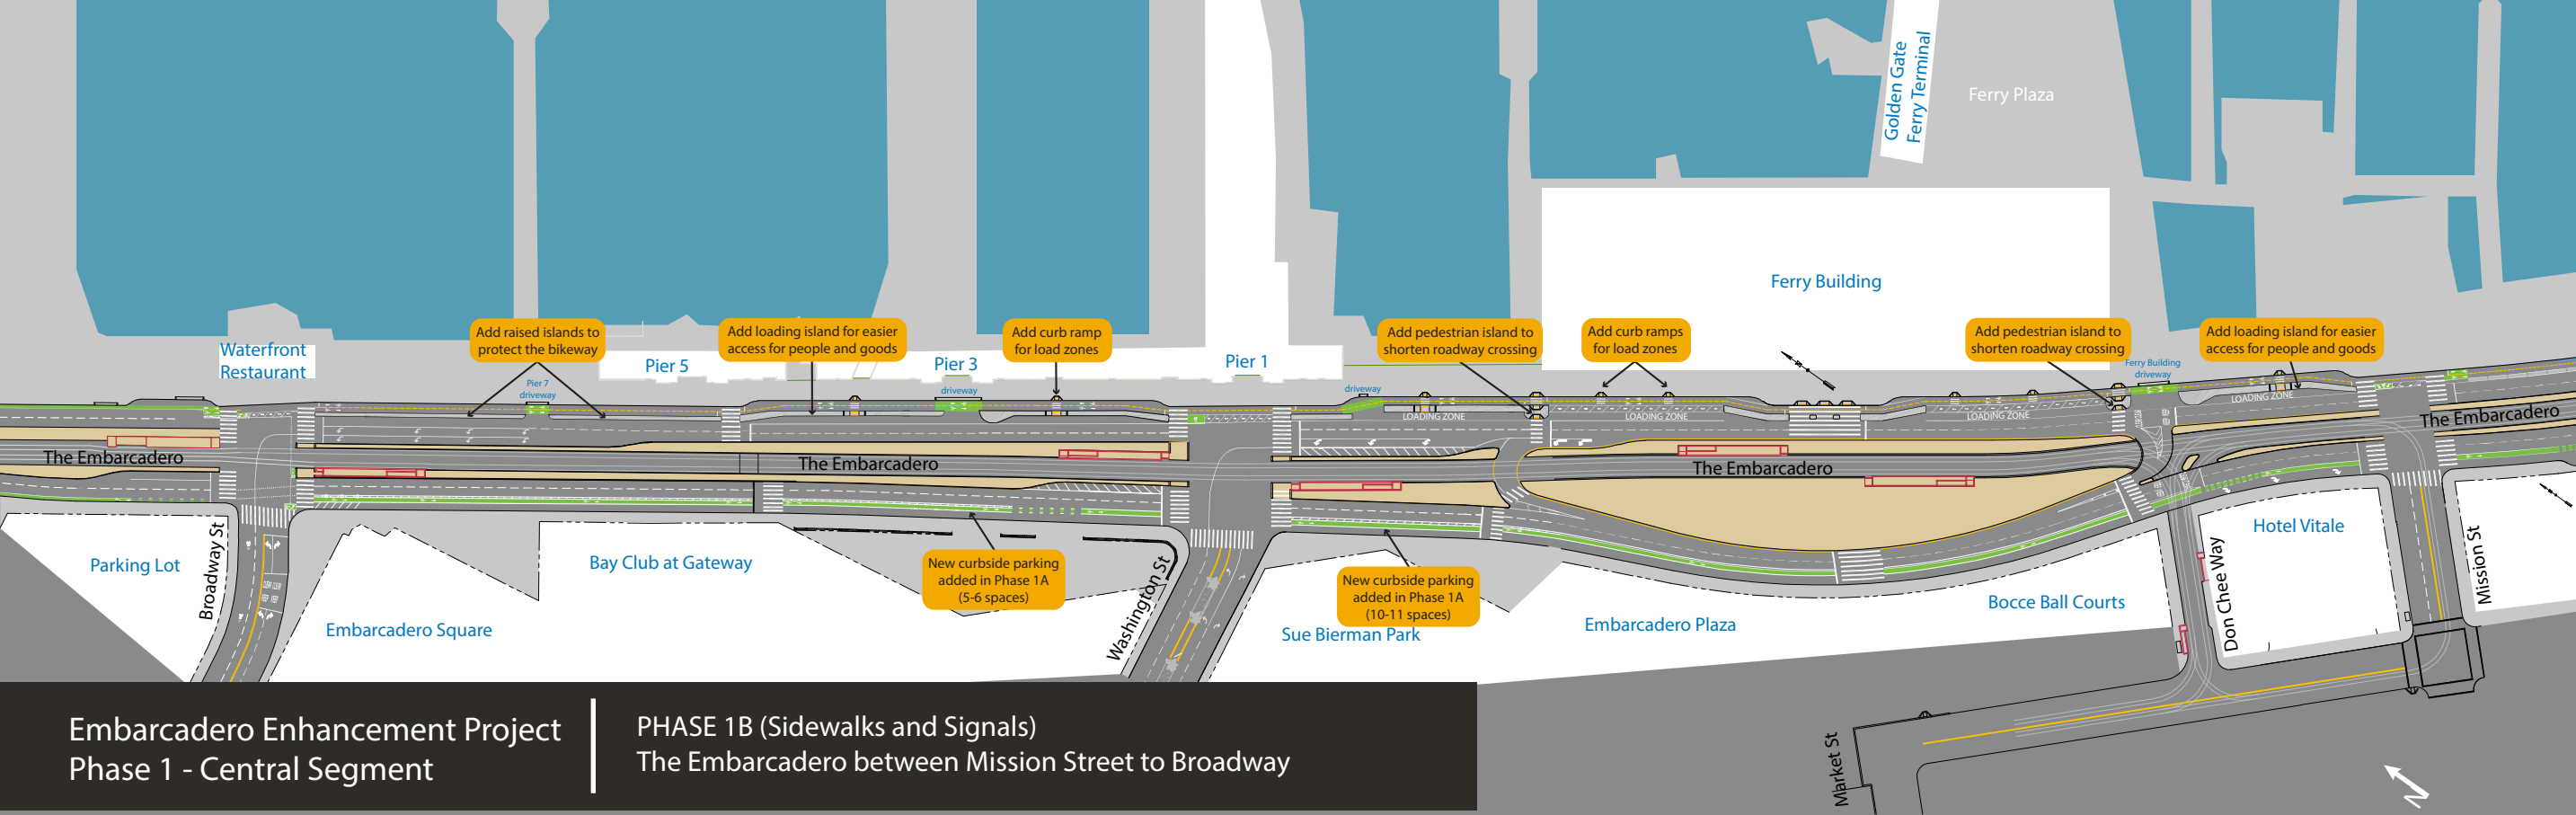 Golden Gate
Ferry Terminal
Ferry Plaza
Ferry Building
Add raised islands to
protect the bikeway
Add loading island for easier
access for people and goods
Add curb ramp
for load zones
Add pedestrian island to
shorten roadway crossing
Add curb ramps
for load zones
Add pedestrian island to
shorten roadway crossing
Add loading island for easier
access for people and goods
Waterfront
Restaurant
Pier 5
Pier 3
Pier 1
Pier 7
driveway
driveway
driveway
Ferry Building
driveway
LOADING ZONE
LOADING ZONE
LOADING ZONE
LOADING ZONE
The Embarcadero
The Embarcadero
The Embarcadero
The Embarcadero
Parking Lot
Broadway St
Embarcadero Square
Bay Club at Gateway
New curbside parking
added in Phase 1A
(5-6 spaces)
Washington St
New curbside parking
added in Phase 1A
(10-11 spaces)
Sue Bierman Park
Embarcadero Plaza
Bocce Ball Courts
Don Chee Way
Hotel Vitale
Mission St
Market St
N
Embarcadero Enhancement Project
Phase 1 - Central Segment
PHASE 1B (Sidewalks and Signals)
The Embarcadero between Mission Street to Broadway